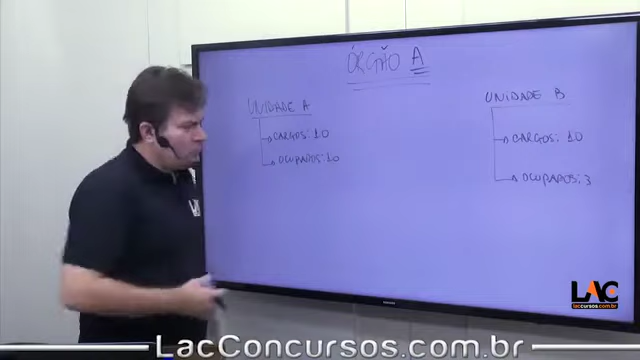 ÓRGÃO A
UNIDADE A
CARGOS: 10
OCUPADOS: 10
UNIDADE B
CARGOS: 10
OCUPADOS: 3
LAC
laccursos.com.br
LacConcursos.com.br